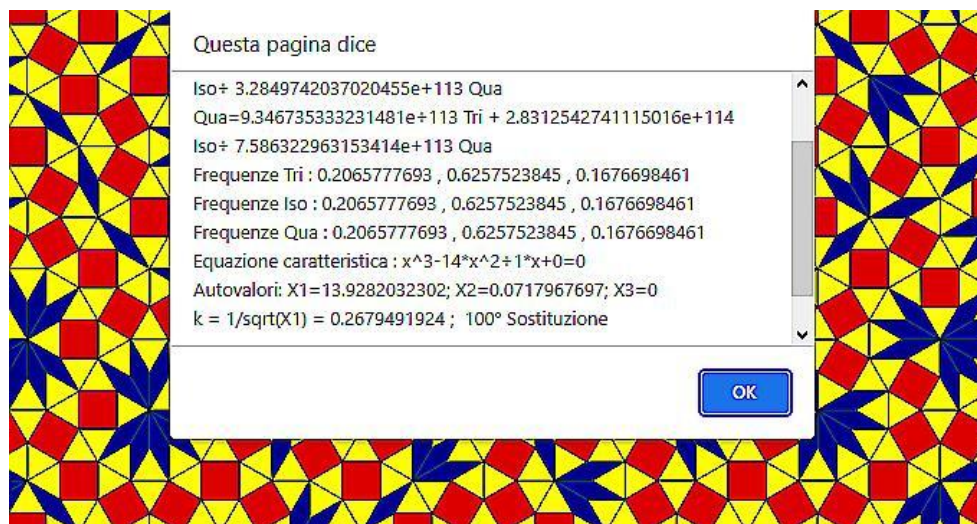 Questa pagina dice
Iso÷ 3.2849742037020455e+113 Qua
Qua=9.346735333231481e÷113 Tri + 2.8312542741115016e+114
Iso÷ 7.586322963153414e+113 Qua
Frequenze Tri : 0.2065777693 , 0.6257523845 , 0.1676698461
Frequenze Iso : 0.2065777693 , 0.6257523845 , 0.1676698461
Frequenze Qua : 0.2065777693 , 0.6257523845 , 0.1676698461
Equazione caratteristica : x^3-14*x^2÷1*x+0=0
Autovalori: X1=13.9282032302; X2=0.0717967697; X3=0
k = 1/sqrt(X1) = 0.2679491924 ; 100° Sostituzione
OK